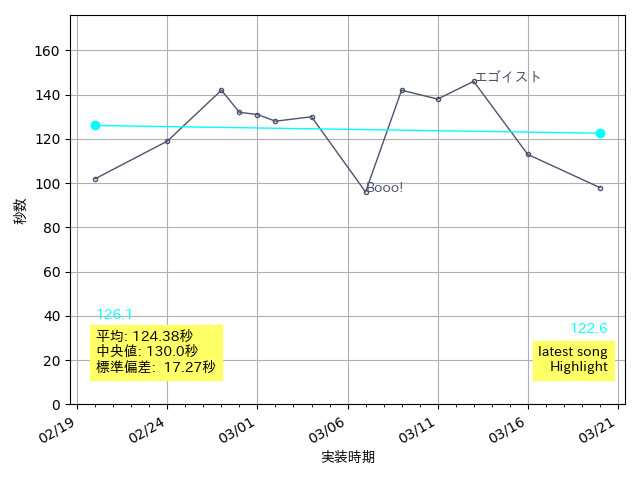 160
140
120
100
80
60
40
20
0
秒数
エゴイスト
Booo!
126.1
平均: 124.38秒
中央値: 130.0秒
標準偏差: 17.27秒
122.6
latest song
Highlight
02/19
02/24
03/01
03/06
03/11
03/16
03/21
実装時期